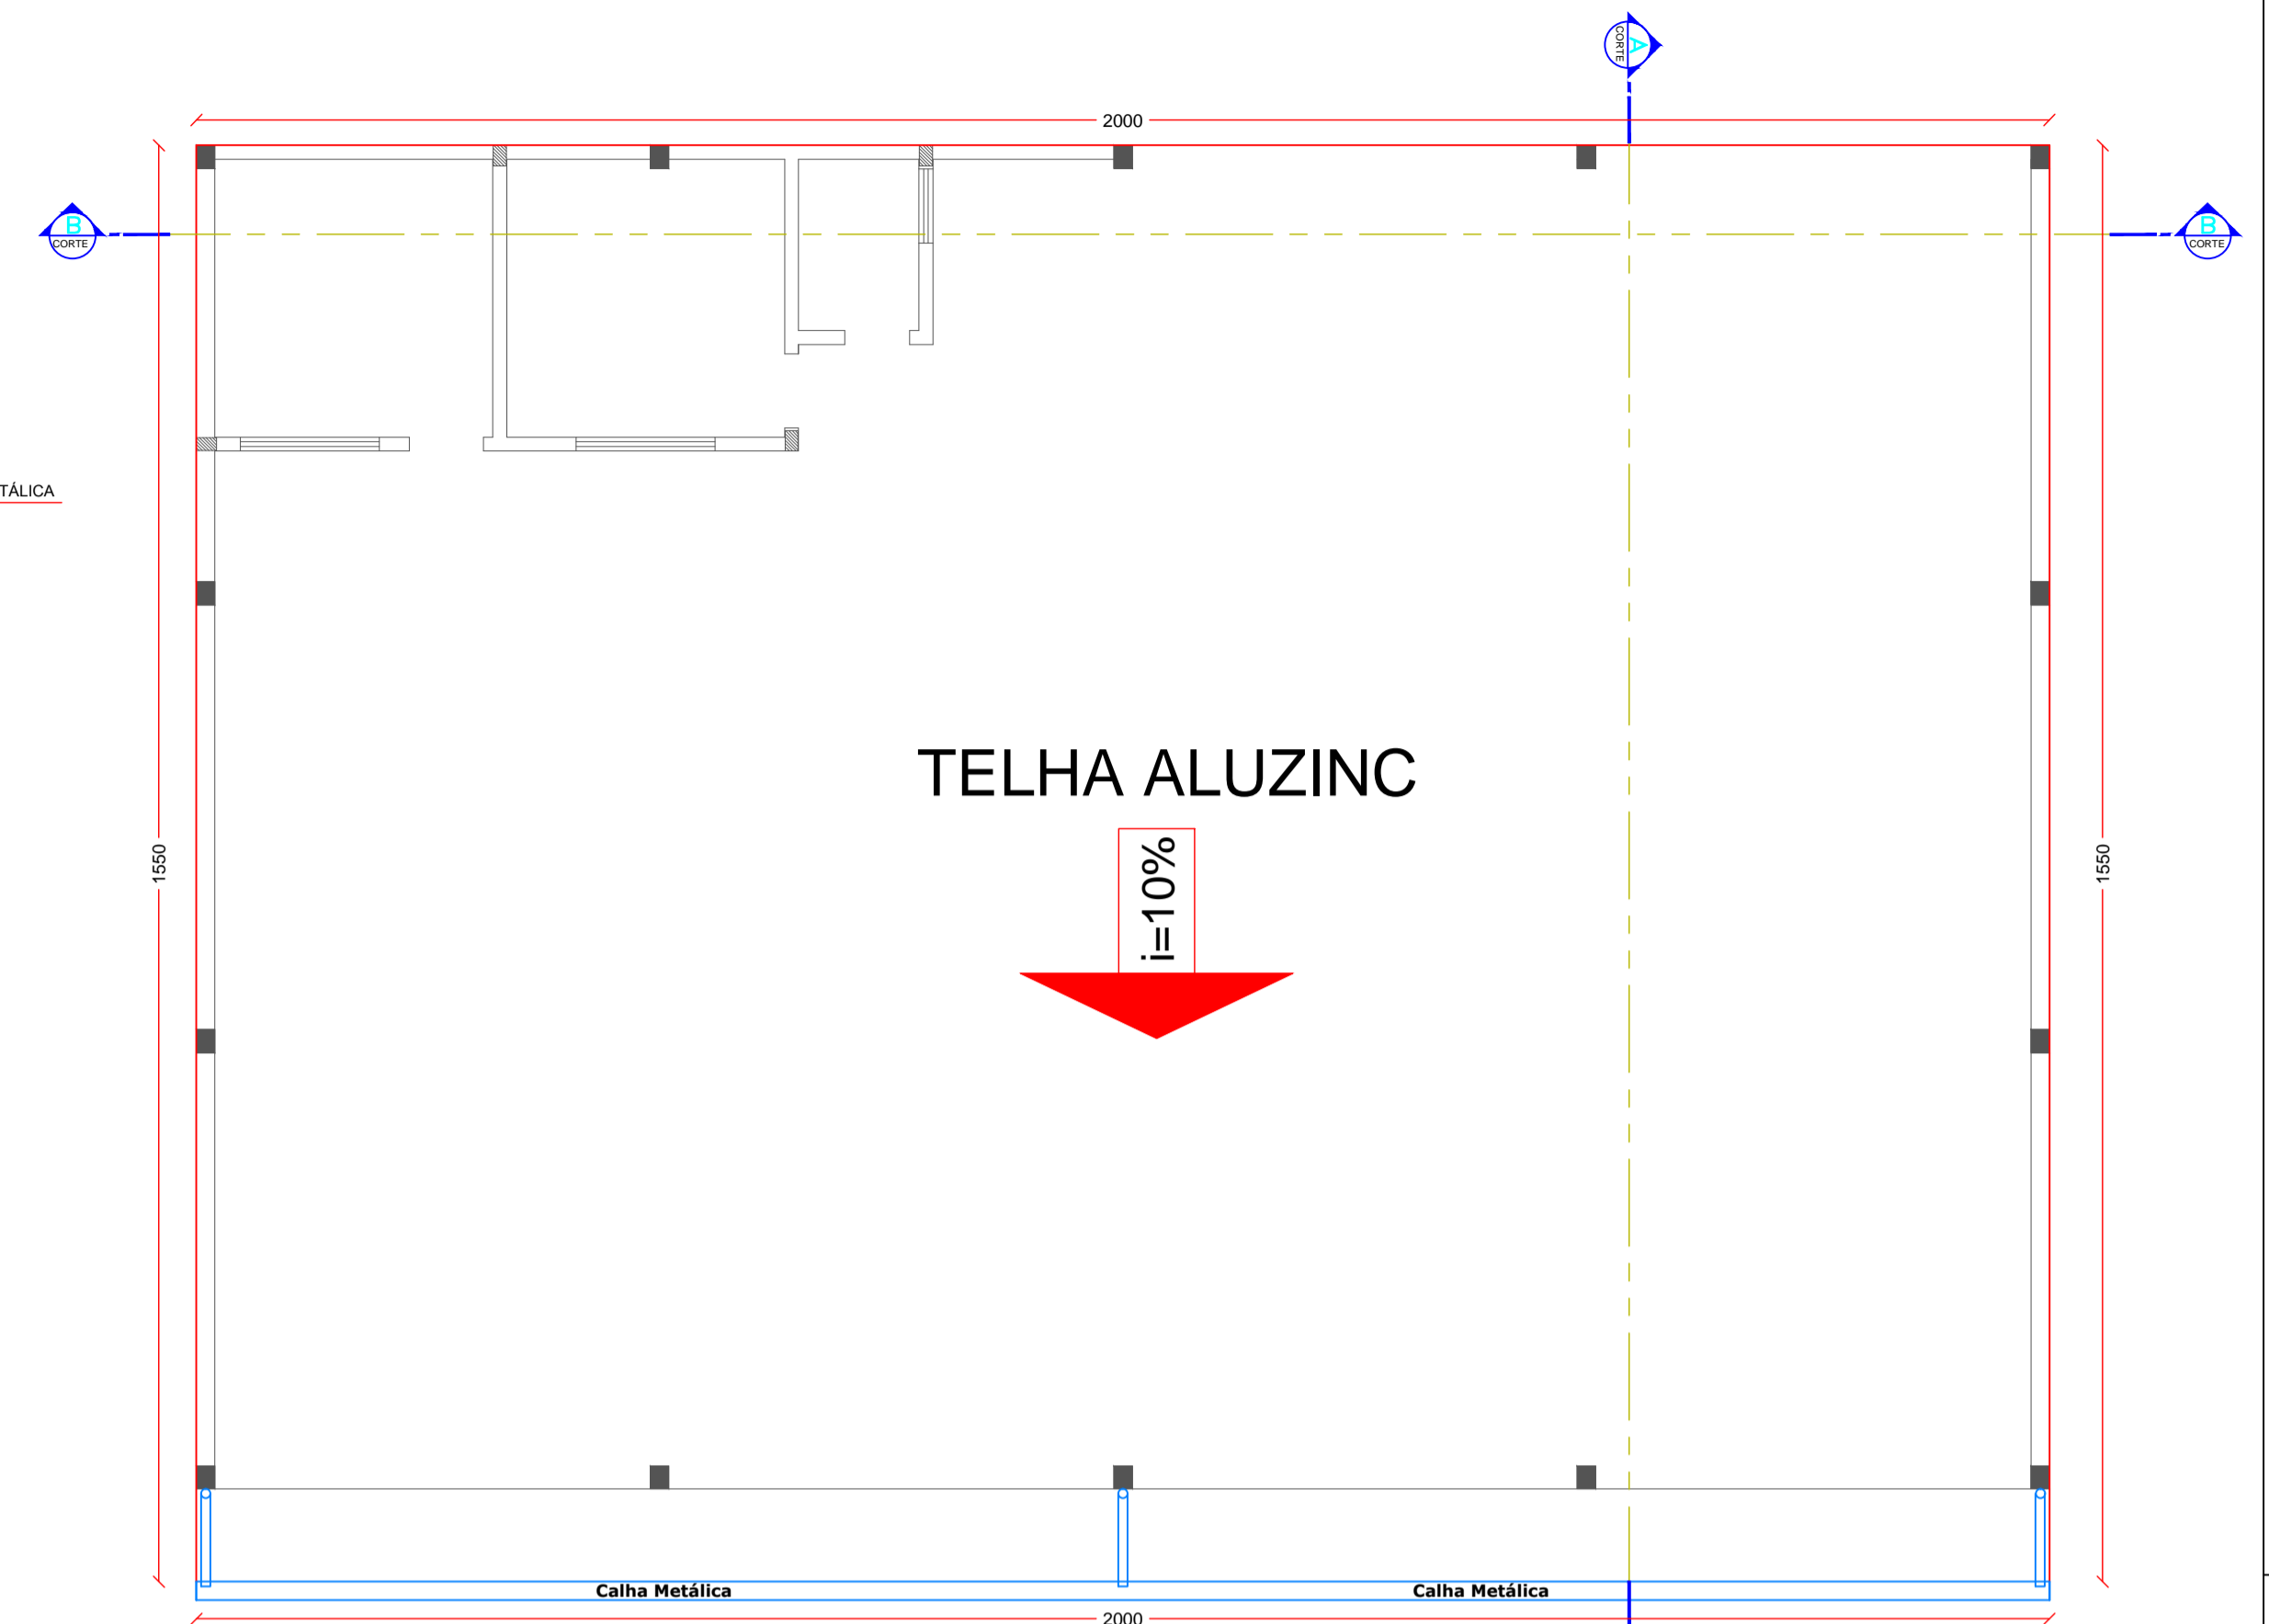 A
CORTE
2000
B
CORTE
B
CORTE
TÁLICA
TELHA ALUZINC
i=10%
1550
1550
Calha Metálica
Calha Metálica
2000